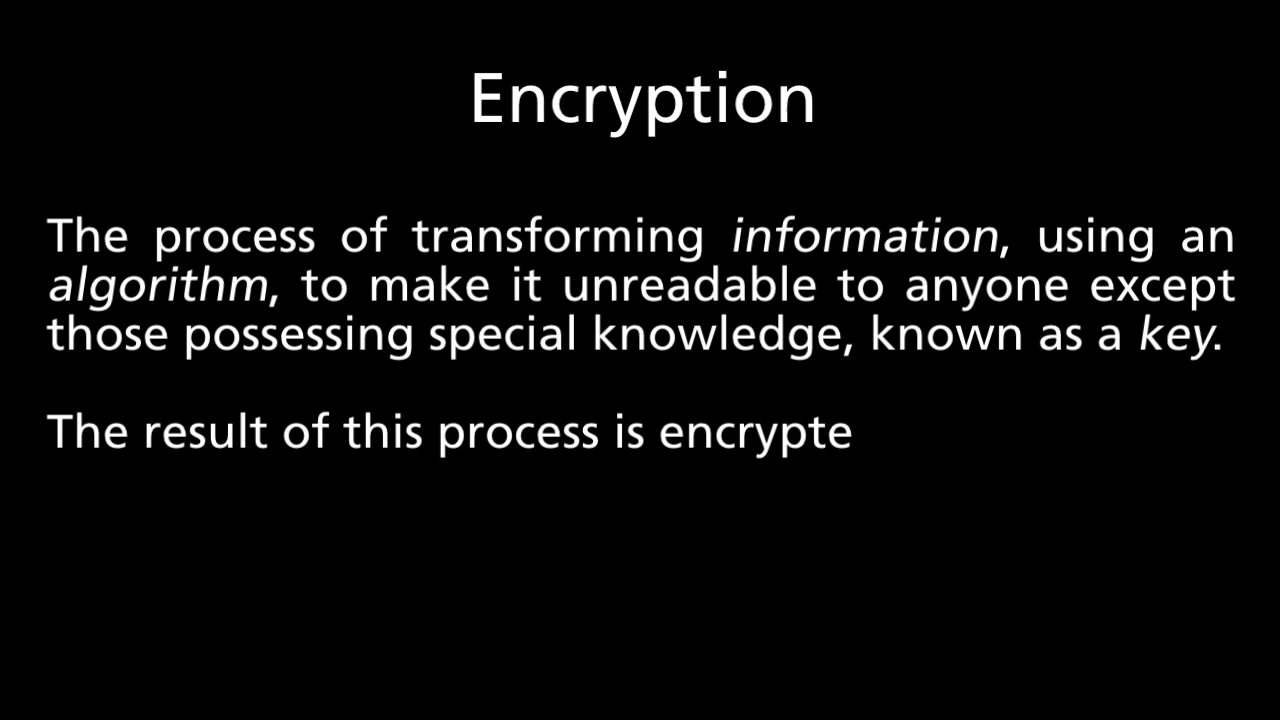 Encryption
The process of transforming information, using an
algorithm, to make it unreadable to anyone except
those possessing special knowledge, known as a key.
The result of this process is encrypte